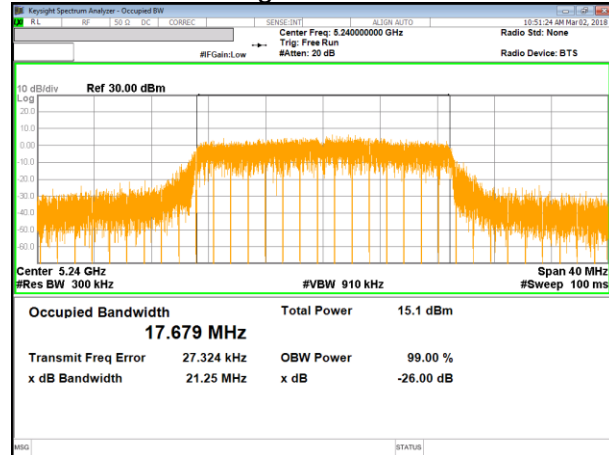 Keysight Spectrum Analyzer - Occupied BW
RL RF 50 Ω DC CORREC SENSE:INT ALIGN AUTO 10:51:24 AM Mar 02, 2018
Center Freq: 5.240000000 GHz Radio Std: None
Trig: Free Run
#IFGain:Low #Atten: 20 dB Radio Device: BTS
10 dB/div Ref 30.00 dBm
Log
20.0
10.0
0.00
-10.0
-20.0
-30.0
-40.0
-50.0
-60.0
Center 5.24 GHz Span 40 MHz
#Res BW 300 kHz #VBW 910 kHz #Sweep 100 ms
Occupied Bandwidth Total Power 15.1 dBm
17.679 MHz
Transmit Freq Error 27.324 kHz OBW Power 99.00 %
x dB Bandwidth 21.25 MHz x dB -26.00 dB
MSG STATUS